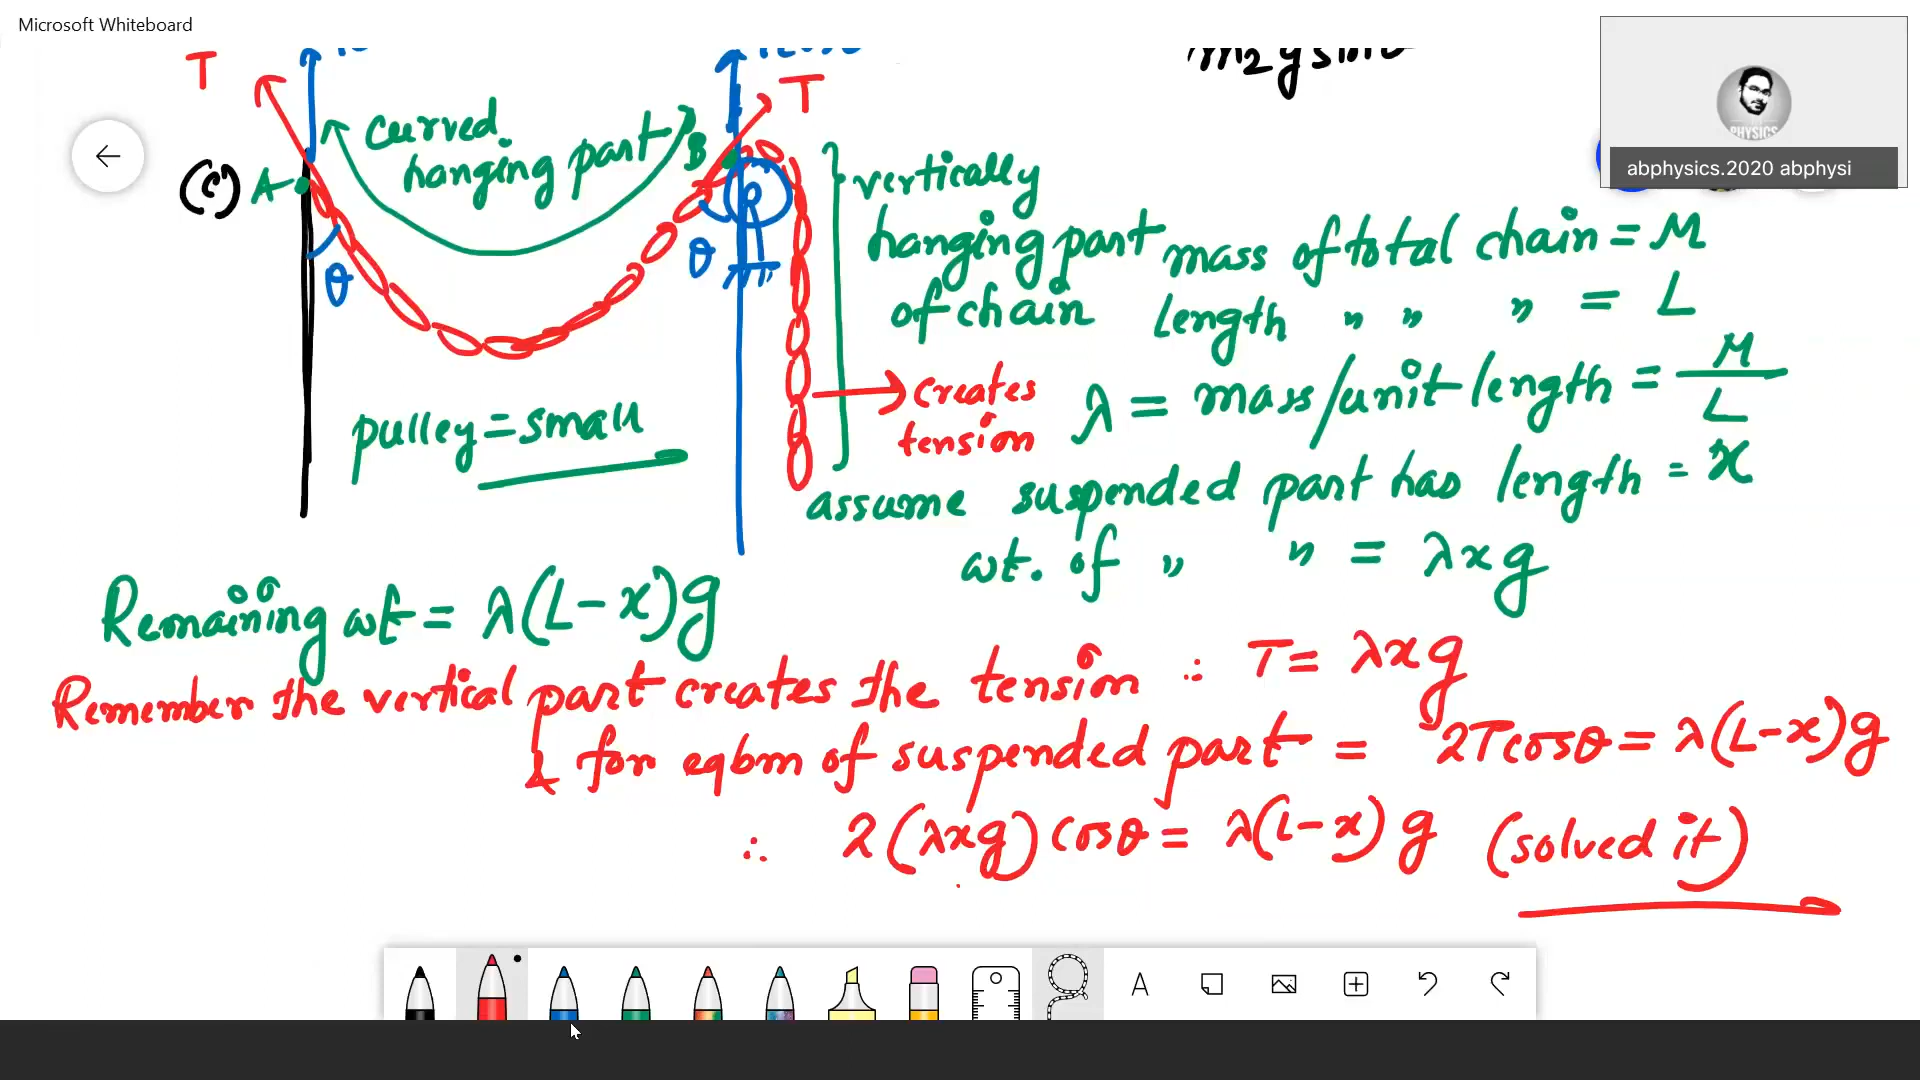 Microsoft Whiteboard
m2gsinθ
PHYSICS
abphysics.2020 abphysi
T
T
(C) A
curved
hanging part
B
θ
θ
vertically
hanging part
of chain
mass of total chain = M
Length " " " = L
λ = mass/unit length = M/L
creates
tension
pulley = small
assume suspended part has length = x
wt. of " " = λxg
Remaining wt = λ(L-x)g
Remember the vertical part creates the tension ∴ T = λxg
& for eqbm of suspended part = 2Tcosθ = λ(L-x)g
∴ 2(λxg) cosθ = λ(L-x)g (solved it)
A